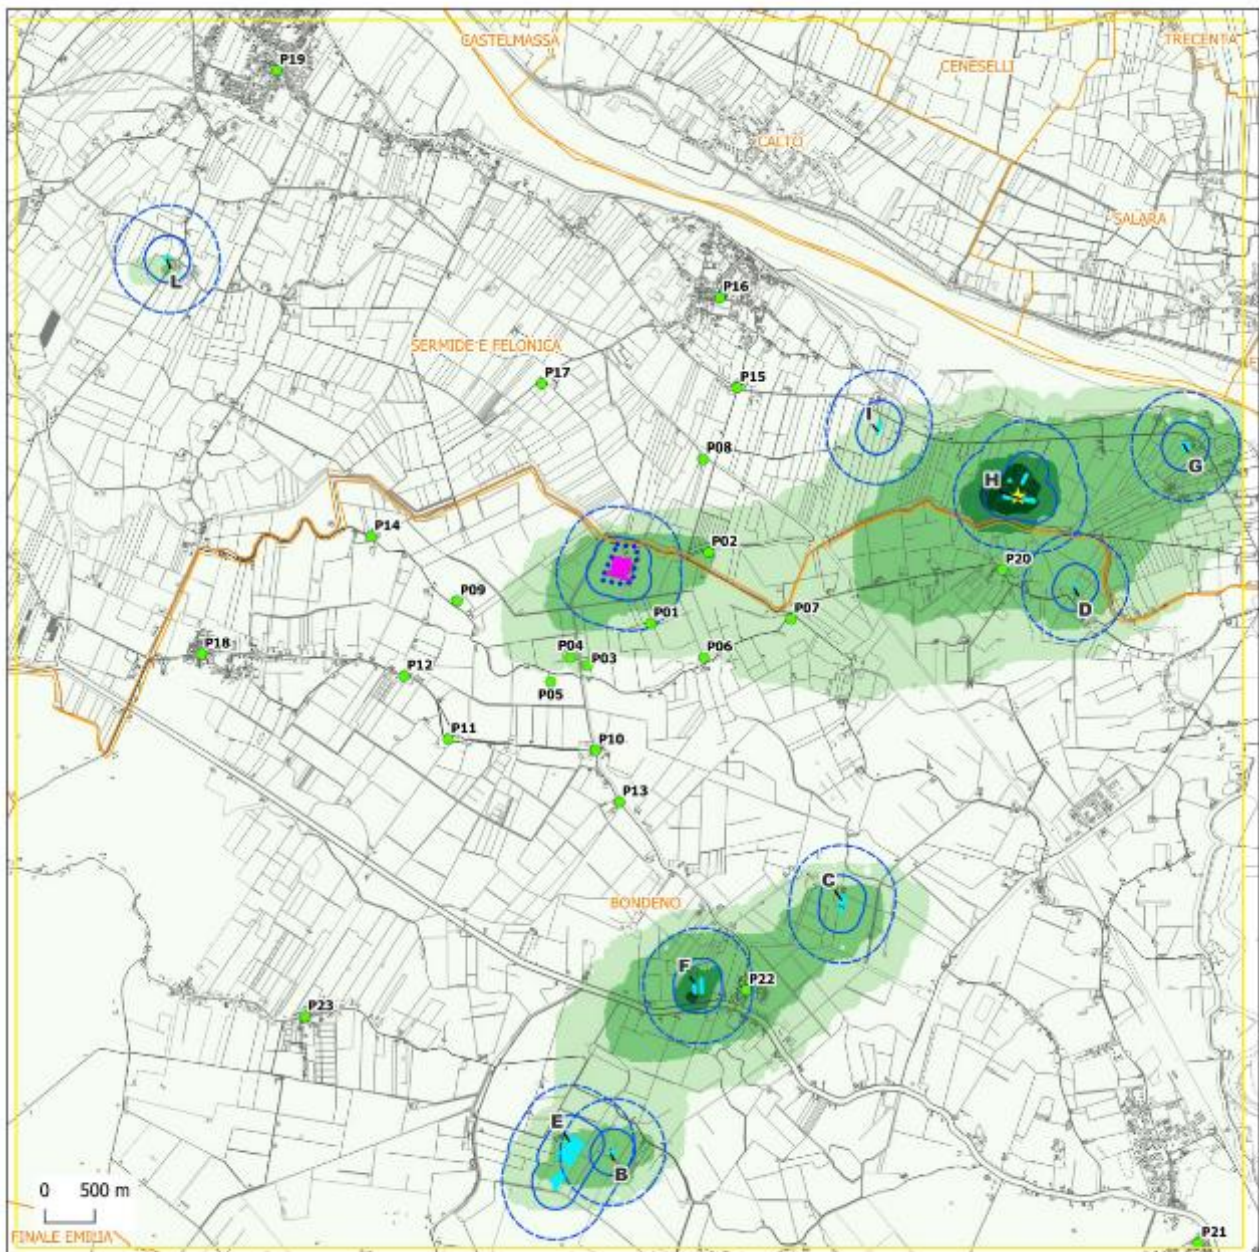 CASTELMASSA
TRECENTA
CENESELLI
P19
CALTO
SALARA
L
P16
SERMIDE E FELONICA
P17
P15
I
P08
G
H
P14
P02
P20
P09
D
P01
P07
P18
P04
P03
P06
P12
P05
P11
P10
P13
C
BONDENO
F
P22
P23
E
B
0 500 m
FINALE EMILIA
P21